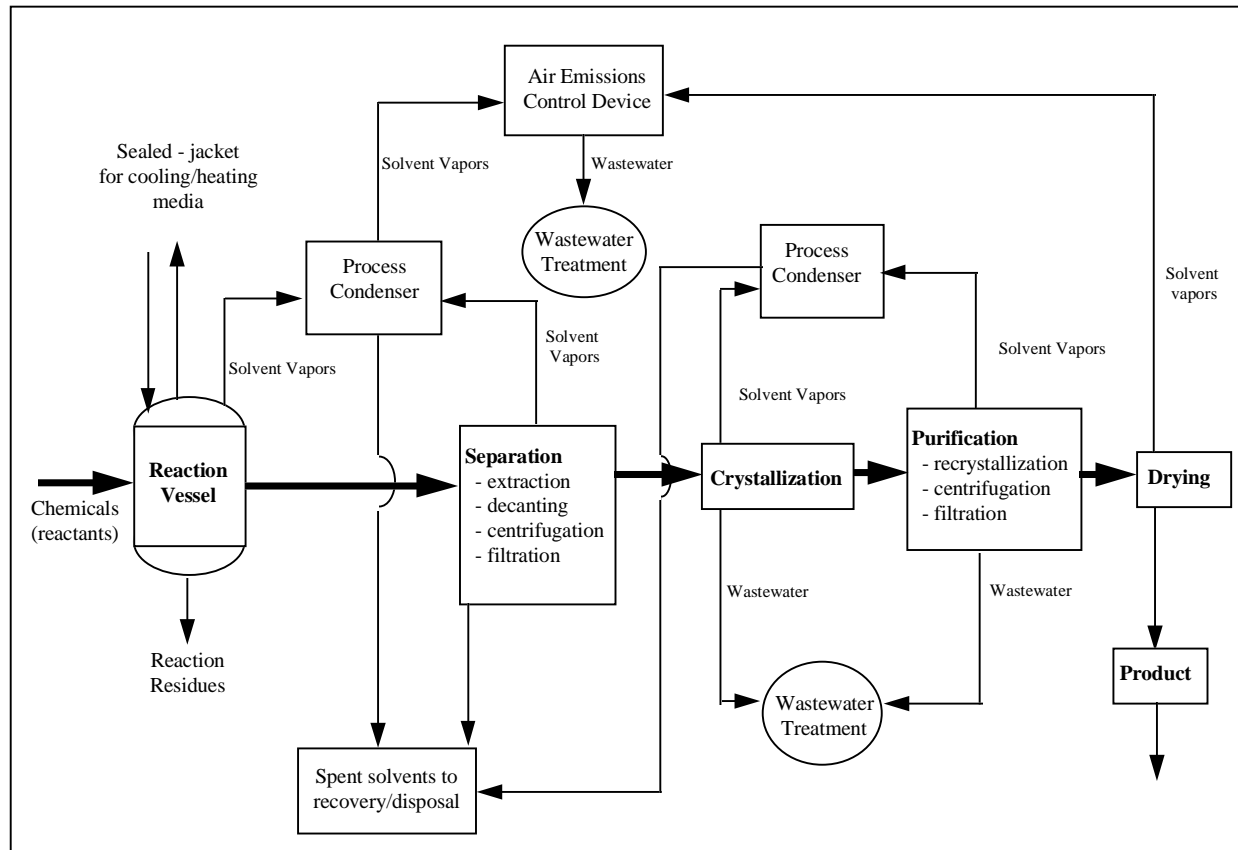 Air Emissions
Control Device
Sealed - jacket
for cooling/heating
media
Solvent Vapors
Wastewater
Wastewater
Treatment
Process
Condenser
Process
Condenser
Solvent
vapors
Solvent Vapors
Solvent
Vapors
Solvent Vapors
Solvent Vapors
Reaction
Vessel
Chemicals
(reactants)
Separation
- extraction
- decanting
- centrifugation
- filtration
Crystallization
Purification
- recrystallization
- centrifugation
- filtration
Drying
Wastewater
Wastewater
Reaction
Residues
Product
Wastewater
Treatment
Spent solvents to
recovery/disposal